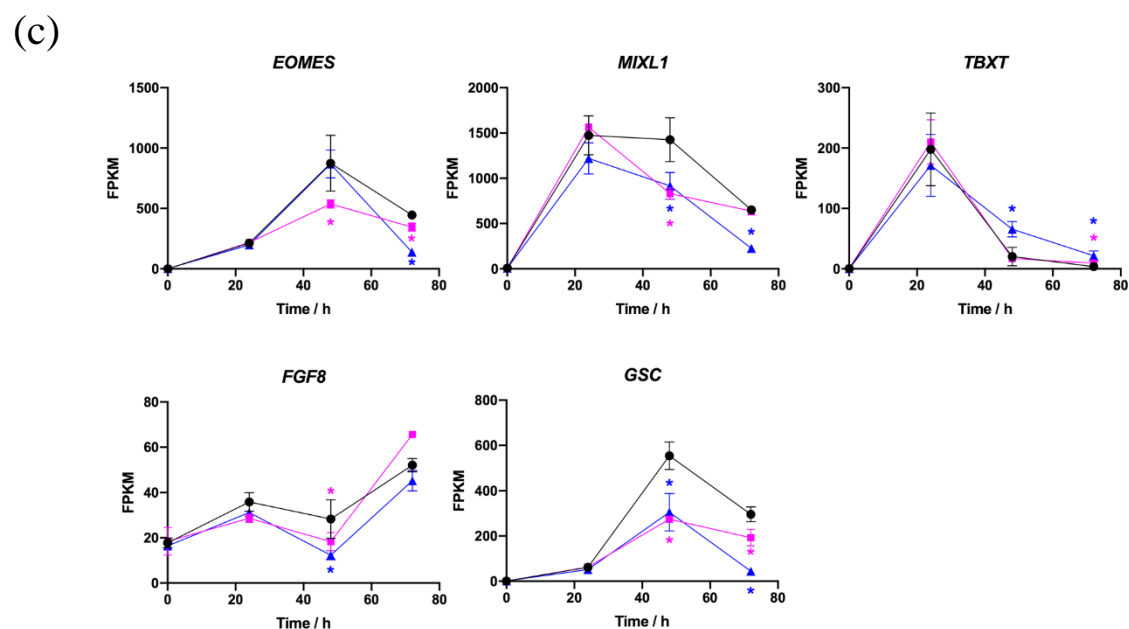 (c)
EOMES
1500
1000
500
0
0 20 40 60 80
FPKM
Time / h
MIXL1
2000
1500
1000
500
0
0 20 40 60 80
FPKM
Time / h
TBXT
300
200
100
0
0 20 40 60 80
FPKM
Time / h
FGF8
80
60
40
20
0
0 20 40 60 80
FPKM
Time / h
GSC
800
600
400
200
0
0 20 40 60 80
FPKM
Time / h